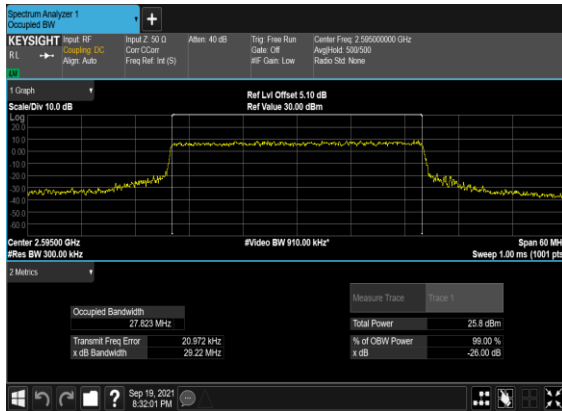 Spectrum Analyzer 1
Occupied BW
KEYSIGHT Input: RF Input Z: 50 Ω Atten: 40 dB Trig: Free Run Center Freq: 2.595000000 GHz
RL Coupling: DC Corr CCorr Gate: Off Avg|Hold: 500/500
Align: Auto Freq Ref: Int (S) #IF Gain: Low Radio Std: None
1 Graph
Ref Lvl Offset 5.10 dB
Scale/Div 10.0 dB Ref Value 30.00 dBm
Log
20.0
10.0
0.00
-10.0
-20.0
-30.0
-40.0
-50.0
-60.0
Center 2.59500 GHz #Video BW 910.00 kHz* Span 60 MH
#Res BW 300.00 kHz Sweep 1.00 ms (1001 pts
2 Metrics
Measure Trace Trace 1
Occupied Bandwidth
27.823 MHz Total Power 25.8 dBm
Transmit Freq Error 20.972 kHz % of OBW Power 99.00 %
x dB Bandwidth 29.22 MHz x dB -26.00 dB
? Sep 19, 2021
8:32:01 PM